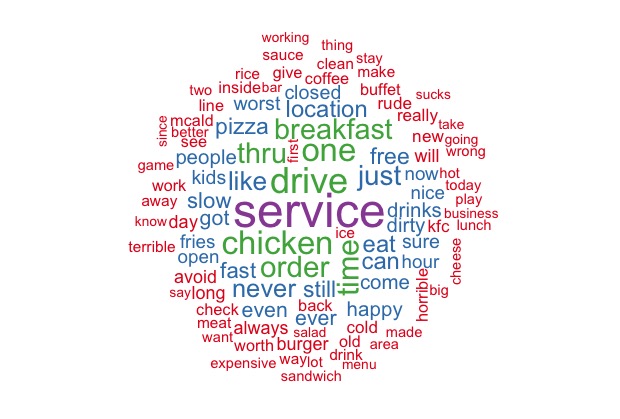 working
thing
sauce
clean stay
rice give coffee make
two inside bar closed buffet sucks
line worst location rude
since mcald pizza breakfast really take
better
see people thru first one free will new going
wrong
game kids like drive just now hot
work nice today
away slow service drinks play
know day got dirty kfc business
lunch
terrible fries chicken ice eat sure
open fast order time can hour cheese
avoid
say long never still come horrible big
check even back ever happy
meat always salad cold made
want worth burger old area
expensive way lot drink menu
sandwich